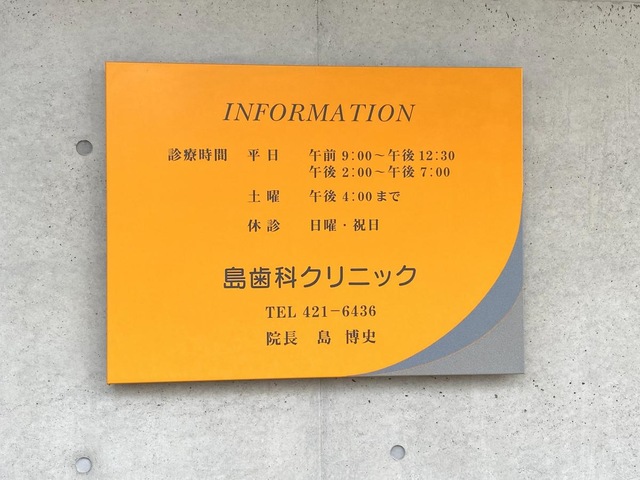 INFORMATION
診療時間 平日 午前 9:00〜午後 12:30
午後 2:00〜午後 7:00
土曜 午後 4:00 まで
休診 日曜・祝日
島歯科クリニック
TEL 421-6436
院長 島 博史